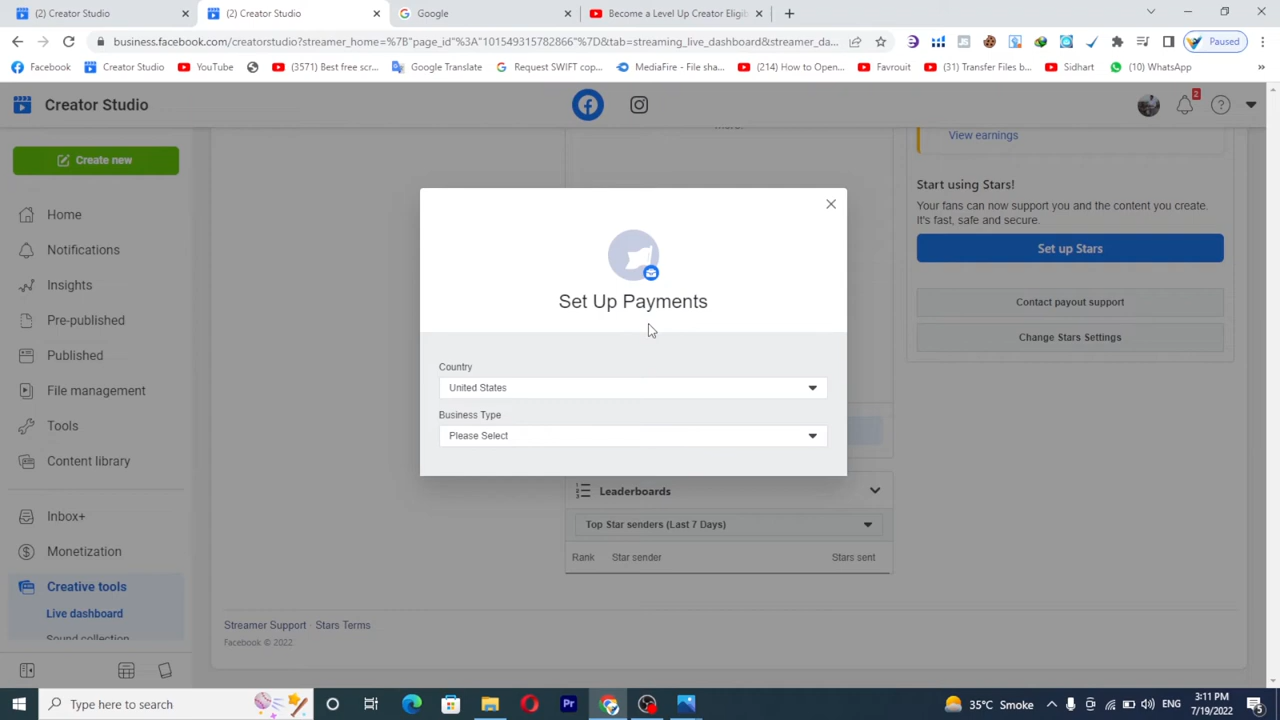 (2) Creator Studio
(2) Creator Studio
Google
Become a Level Up Creator Eligib
business.facebook.com/creatorstudio?streamer_home=%7B"page_id"%3A"101549315782866"%7D&tab=streaming_live_dashboard&streamer_da...
Paused
Facebook
Creator Studio
YouTube
(3571) Best free scr...
Google Translate
Request SWIFT cop...
MediaFire - File sha...
(214) How to Open...
Favrouit
(31) Transfer Files b...
Sidhart
(10) WhatsApp
»
Creator Studio
2
Create new
Home
Notifications
Insights
Pre-published
Published
File management
Tools
Content library
Inbox+
Monetization
Creative tools
Live dashboard
Sound collection
View earnings
Start using Stars!
Your fans can now support you and the content you create.
It's fast, safe and secure.
Set up Stars
Contact payout support
Change Stars Settings
Set Up Payments
Country
United States
Business Type
Please Select
Leaderboards
Top Star senders (Last 7 Days)
Rank Star sender Stars sent
Streamer Support · Stars Terms
Facebook © 2022.
Type here to search
35°C Smoke
ENG
3:11 PM
7/19/2022
5